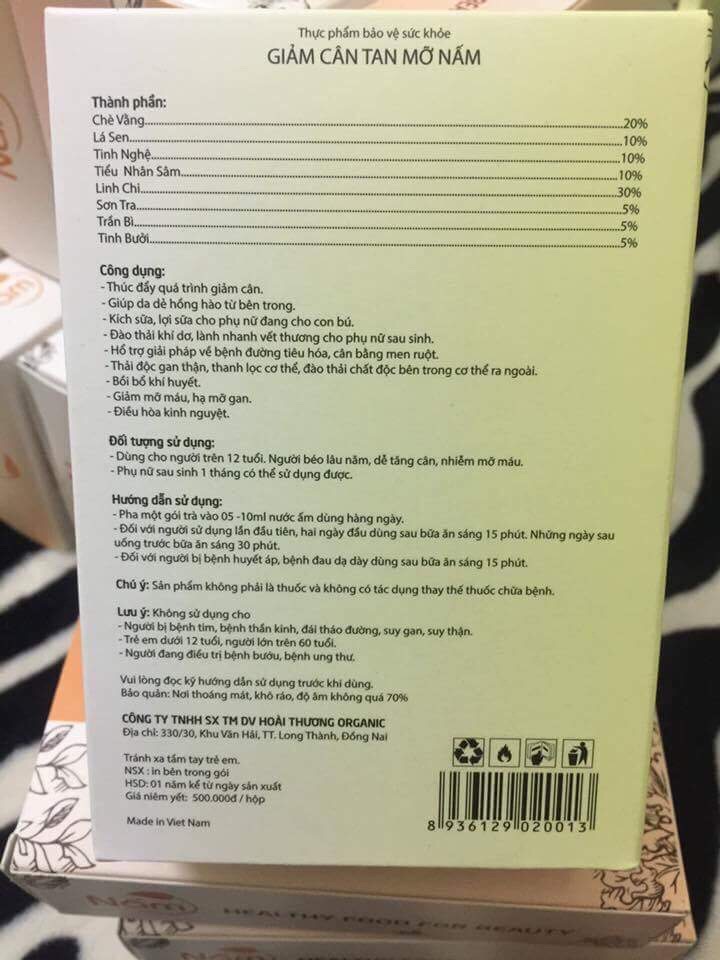 Thực phẩm bảo vệ sức khỏe
GIẢM CÂN TAN MỠ NẤM
Thành phần:
Chè Vằng....................20%
Lá Sen....................10%
Tinh Nghệ....................10%
Tiểu Nhân Sâm....................10%
Linh Chi....................30%
Sơn Tra....................5%
Trần Bì....................5%
Tinh Bưởi....................5%
Công dụng:
- Thúc đẩy quá trình giảm cân.
- Giúp da dẻ hồng hào từ bên trong.
- Kích sữa, lợi sữa cho phụ nữ đang cho con bú.
- Đào thải khí dơ, lành nhanh vết thương cho phụ nữ sau sinh.
- Hổ trợ giải pháp về bệnh đường tiêu hóa, cân bằng men ruột.
- Thải độc gan thận, thanh lọc cơ thể, đào thải chất độc bên trong cơ thể ra ngoài.
- Bồi bổ khí huyết.
- Giảm mỡ máu, hạ mỡ gan.
- Điều hòa kinh nguyệt.
Đối tượng sử dụng:
- Dùng cho người trên 12 tuổi. Người béo lâu năm, dễ tăng cân, nhiễm mỡ máu.
- Phụ nữ sau sinh 1 tháng có thể sử dụng được.
Hướng dẫn sử dụng:
- Pha một gói trà vào 05 -10ml nước ấm dùng hàng ngày.
- Đối với người sử dụng lần đầu tiên, hai ngày đầu dùng sau bữa ăn sáng 15 phút. Những ngày sau
uống trước bữa ăn sáng 30 phút.
- Đối với người bị bệnh huyết áp, bệnh đau dạ dày dùng sau bữa ăn sáng 15 phút.
Chú ý: Sản phẩm không phải là thuốc và không có tác dụng thay thế thuốc chữa bệnh.
Lưu ý: Không sử dụng cho
- Người bị bệnh tim, bệnh thần kinh, đái tháo đường, suy gan, suy thận.
- Trẻ em dưới 12 tuổi, người lớn trên 60 tuổi.
- Người đang điều trị bệnh bướu, bệnh ung thư.
Vui lòng đọc kỹ hướng dẫn sử dụng trước khi dùng.
Bảo quản: Nơi thoáng mát, khô ráo, độ ẩm không quá 70%
CÔNG TY TNHH SX TM DV HOÀI THƯƠNG ORGANIC
Địa chỉ: 330/30, Khu Văn Hải, TT. Long Thành, Đồng Nai
Tránh xa tầm tay trẻ em.
NSX : in bên trong gói
HSD: 01 năm kể từ ngày sản xuất
Giá niêm yết: 500.000đ / hộp
Made in Viet Nam
8 936129 020013
Nấm
HEALTHY FOOD FOR BEAUTY
Nấm